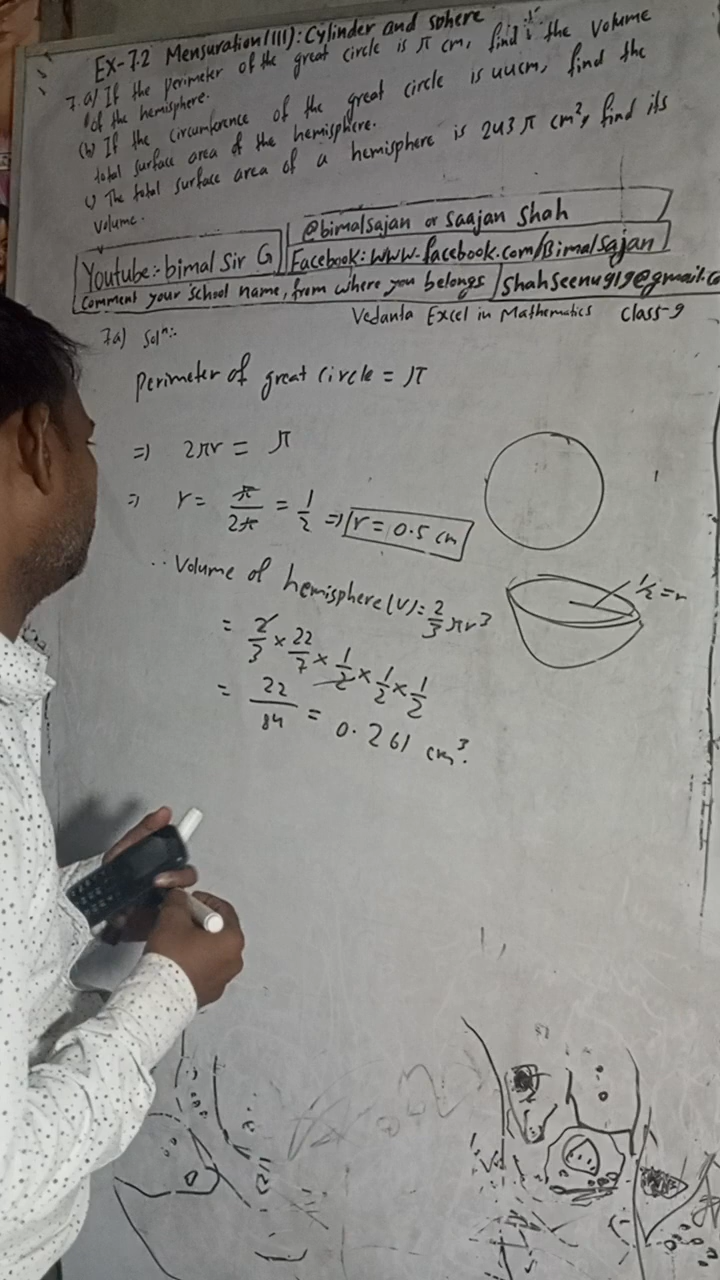 Ex-7.2 Mensuration(III): Cylinder and sphere
7. a) If the perimeter of the great circle is π cm, find the volume
of the hemisphere.
(b) If the circumference of the great circle is 44cm, find the
total surface area of the hemisphere.
c) The total surface area of a hemisphere is 243π cm², find its
volume.
@bimalsajan or saajan shah
Youtube:- bimal Sir G
Facebook: www.facebook.com/Bimalsajan
Comment your school name, from where you belongs
Shahseenu919@gmail.co
Vedanta Excel in Mathematics Class-9
7a) Solⁿ:-
Perimeter of great circle = π
=> 2πr = π
=> r = π/2π = 1/2 => r = 0.5 cm
∴ Volume of hemisphere(V) = 2/3 πr³
1/2 = r
= 2/3 × 22/7 × 1/2 × 1/2 × 1/2
= 22/84 = 0.261 cm³.